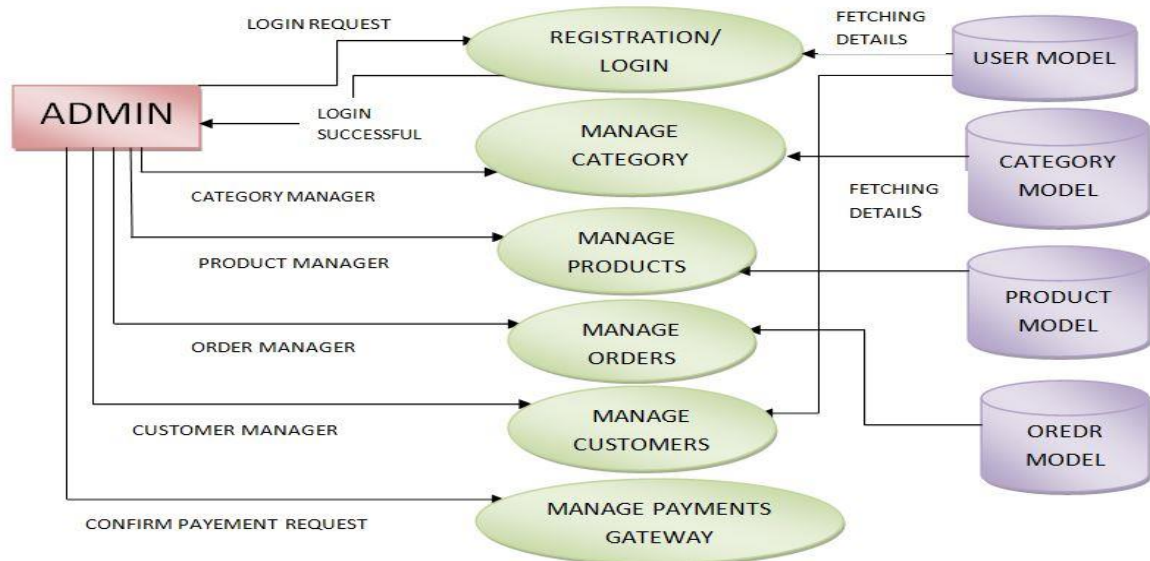 LOGIN REQUEST
REGISTRATION/
LOGIN
FETCHING
DETAILS
USER MODEL
ADMIN
LOGIN
SUCCESSFUL
MANAGE
CATEGORY
CATEGORY
MODEL
CATEGORY MANAGER
FETCHING
DETAILS
MANAGE
PRODUCTS
PRODUCT MANAGER
PRODUCT
MODEL
MANAGE
ORDERS
ORDER MANAGER
MANAGE
CUSTOMERS
CUSTOMER MANAGER
OREDR
MODEL
MANAGE PAYMENTS
GATEWAY
CONFIRM PAYEMENT REQUEST